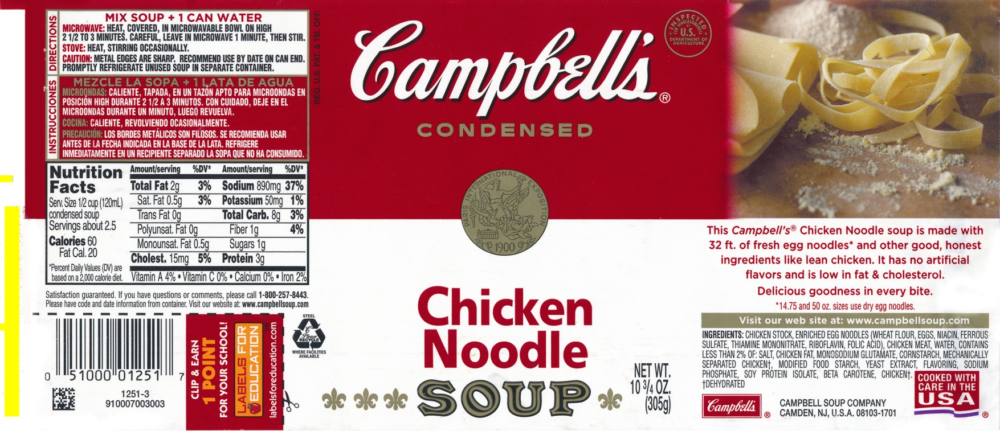 DIRECTIONS
MIX SOUP + 1 CAN WATER
MICROWAVE: HEAT, COVERED, IN MICROWAVABLE BOWL ON HIGH
2 1/2 TO 3 MINUTES. CAREFUL, LEAVE IN MICROWAVE 1 MINUTE, THEN STIR.
STOVE: HEAT, STIRRING OCCASIONALLY.
CAUTION: METAL EDGES ARE SHARP. RECOMMEND USE BY DATE ON CAN END.
PROMPTLY REFRIGERATE UNUSED SOUP IN SEPARATE CONTAINER.
INSTRUCCIONES
MEZCLE LA SOPA + 1 LATA DE AGUA
MICROONDAS: CALIENTE, TAPADA, EN UN TAZÓN APTO PARA MICROONDAS EN
POSICIÓN HIGH DURANTE 2 1/2 A 3 MINUTOS. CON CUIDADO, DEJE EN EL
MICROONDAS DURANTE UN MINUTO, LUEGO REVUELVA.
COCINA: CALIENTE, REVOLVIENDO OCASIONALMENTE.
PRECAUCIÓN: LOS BORDES METÁLICOS SON FILOSOS. SE RECOMIENDA USAR
ANTES DE LA FECHA INDICADA EN LA BASE DE LA LATA. REFRIGERE
INMEDIATAMENTE EN UN RECIPIENTE SEPARADO LA SOPA QUE NO HA CONSUMIDO.
REG. U.S. PAT. & TM. OFF.
Nutrition
Facts
Serv. Size 1/2 cup (120mL)
condensed soup
Servings about 2.5
Calories 60
Fat Cal. 20
*Percent Daily Values (DV) are
based on a 2,000 calorie diet.
Amount/serving %DV* Amount/serving %DV*
Total Fat 2g 3% Sodium 890mg 37%
Sat. Fat 0.5g 3% Potassium 50mg 1%
Trans Fat 0g Total Carb. 8g 3%
Polyunsat. Fat 0g Fiber 1g 4%
Monounsat. Fat 0.5g Sugars 1g
Cholest. 15mg 5% Protein 3g
Vitamin A 4% • Vitamin C 0% • Calcium 0% • Iron 2%
Satisfaction guaranteed. If you have questions or comments, please call 1-800-257-8443.
Please have code and date information from container. Visit our website at: www.campbellsoup.com
0 51000 01251 7
1251-3
910007003003
CLIP & EARN
1 POINT
FOR YOUR SCHOOL!
LABELS FOR
EDUCATION SM
labelsforeducation.com
STEEL
C
Please
RECYCLE
WHERE FACILITIES
AVAILABLE
Campbell's®
CONDENSED
INSPECTED
FOR WHOLESOMENESS
BY
U.S.
DEPARTMENT OF
AGRICULTURE
PARIS INTERNATIONAL EXPOSITION
1900
Chicken
Noodle
SOUP
NET WT.
10 3/4 OZ.
(305g)
This Campbell's® Chicken Noodle soup is made with
32 ft. of fresh egg noodles* and other good, honest
ingredients like lean chicken. It has no artificial
flavors and is low in fat & cholesterol.
Delicious goodness in every bite.
*14.75 and 50 oz. sizes use dry egg noodles.
Visit our web site at: www.campbellsoup.com
INGREDIENTS: CHICKEN STOCK, ENRICHED EGG NOODLES (WHEAT FLOUR, EGGS, NIACIN, FERROUS
SULFATE, THIAMINE MONONITRATE, RIBOFLAVIN, FOLIC ACID), CHICKEN MEAT, WATER, CONTAINS
LESS THAN 2% OF: SALT, CHICKEN FAT, MONOSODIUM GLUTAMATE, CORNSTARCH, MECHANICALLY
SEPARATED CHICKEN†, MODIFIED FOOD STARCH, YEAST EXTRACT, FLAVORING, SODIUM
PHOSPHATE, SOY PROTEIN ISOLATE, BETA CAROTENE, CHICKEN†.
†DEHYDRATED
COOKED WITH
CARE IN THE
USA
®
Campbell's®
CAMPBELL SOUP COMPANY
CAMDEN, NJ, U.S.A. 08103-1701